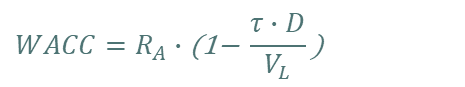 WACC = R_A · (1− τ · D / V_L )